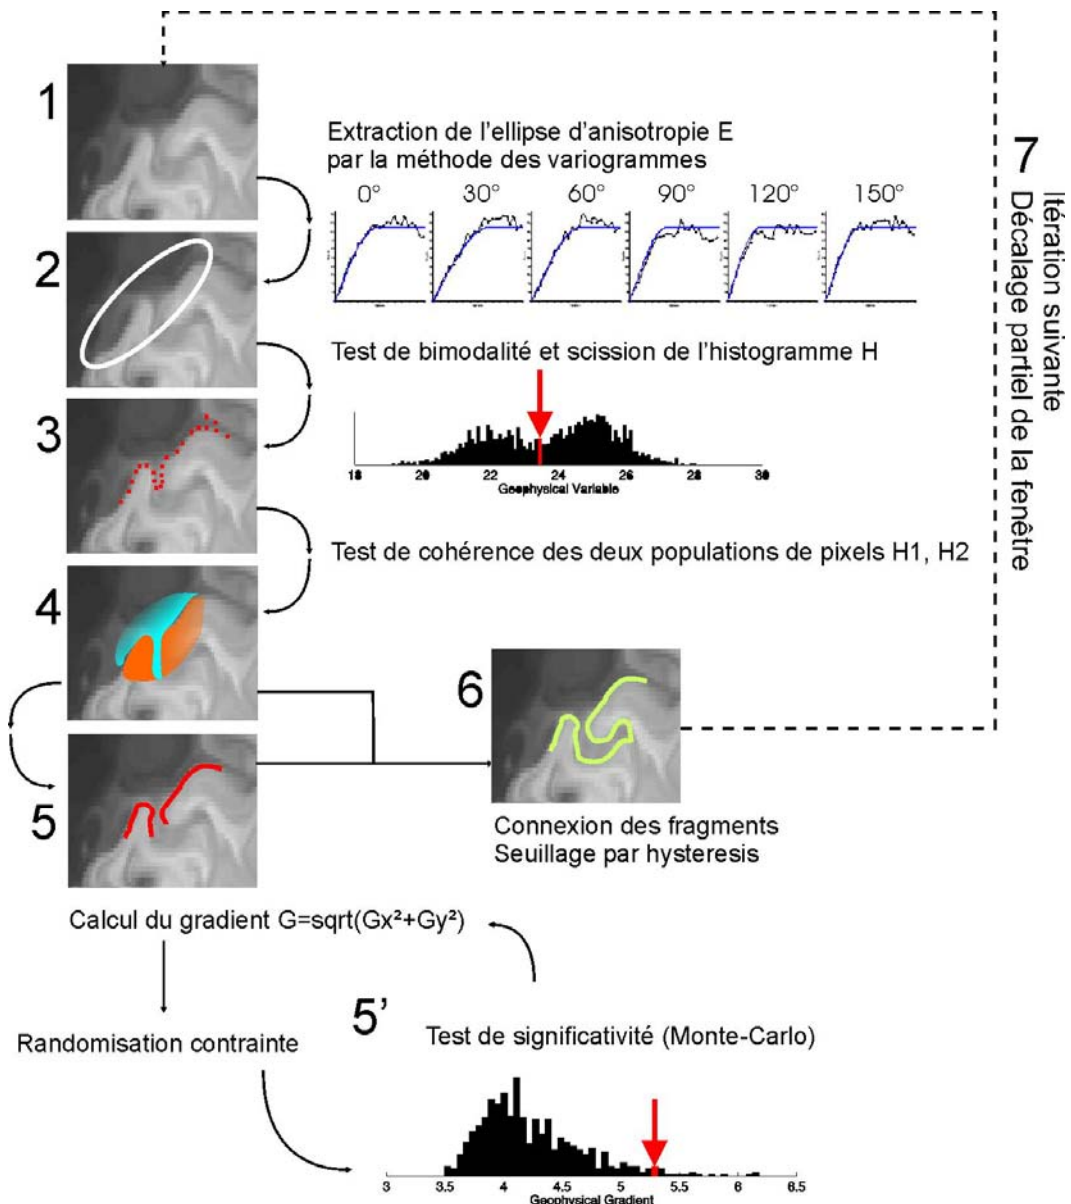 1
Extraction de l'ellipse d'anisotropie E
par la méthode des variogrammes
0° 30° 60° 90° 120° 150°
2
Test de bimodalité et scission de l'histogramme H
18 20 22 24 26 28 30
Geophysical Variable
3
Test de cohérence des deux populations de pixels H1, H2
4
5
6
Connexion des fragments
Seuillage par hysteresis
7
Itération suivante
Décalage partiel de la fenêtre
Calcul du gradient G=sqrt(Gx²+Gy²)
Randomisation contrainte
5'
Test de significativité (Monte-Carlo)
3 3.5 4 4.5 5 5.5 6 6.5
Geophysical Gradient